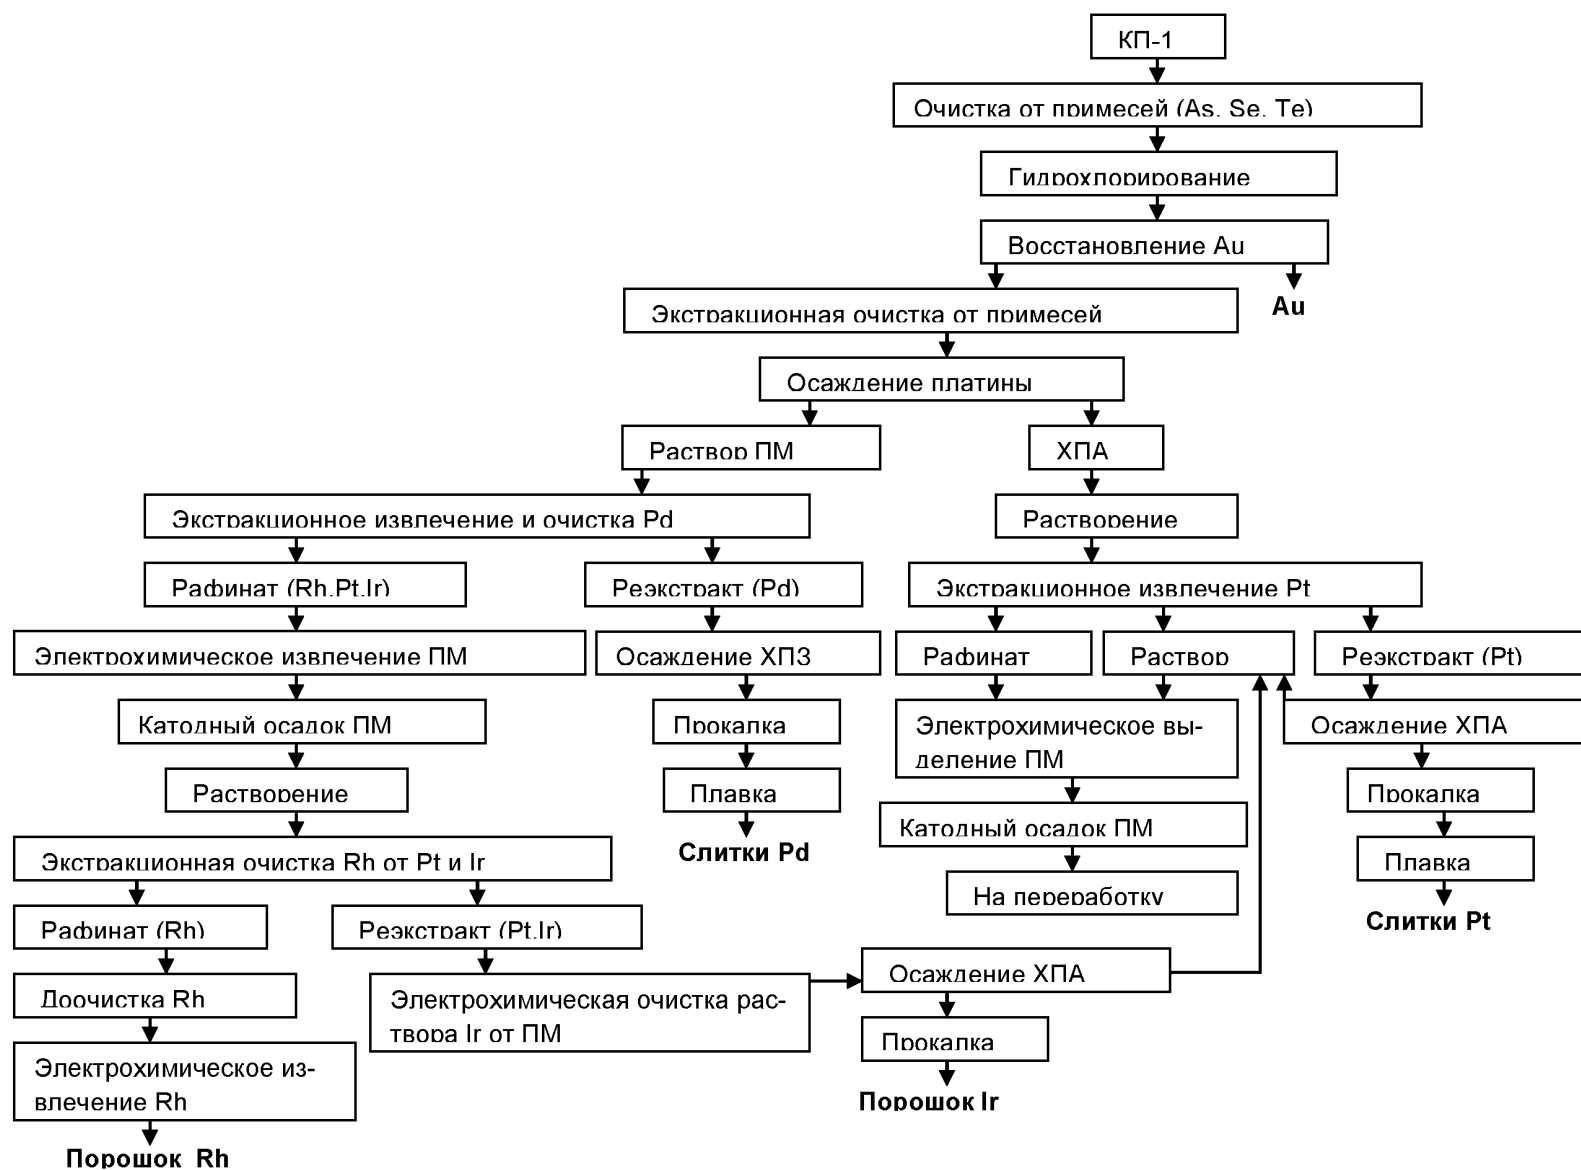 КП-1
Очистка от примесей (As, Se, Te)
Гидрохлорирование
Восстановление Au
Au
Экстракционная очистка от примесей
Осаждение платины
Раствор ПМ
ХПА
Экстракционное извлечение и очистка Pd
Растворение
Рафинат (Rh,Pt,Ir)
Реэкстракт (Pd)
Экстракционное извлечение Pt
Электрохимическое извлечение ПМ
Осаждение ХПЗ
Рафинат
Раствор
Реэкстракт (Pt)
Катодный осадок ПМ
Прокалка
Электрохимическое вы-
деление ПМ
Осаждение ХПА
Растворение
Плавка
Прокалка
Слитки Pd
Катодный осадок ПМ
Экстракционная очистка Rh от Pt и Ir
Плавка
На переработку
Слитки Pt
Рафинат (Rh)
Реэкстракт (Pt,Ir)
Доочистка Rh
Электрохимическая очистка рас-
твора Ir от ПМ
Осаждение ХПА
Прокалка
Электрохимическое из-
влечение Rh
Порошок Ir
Порошок Rh